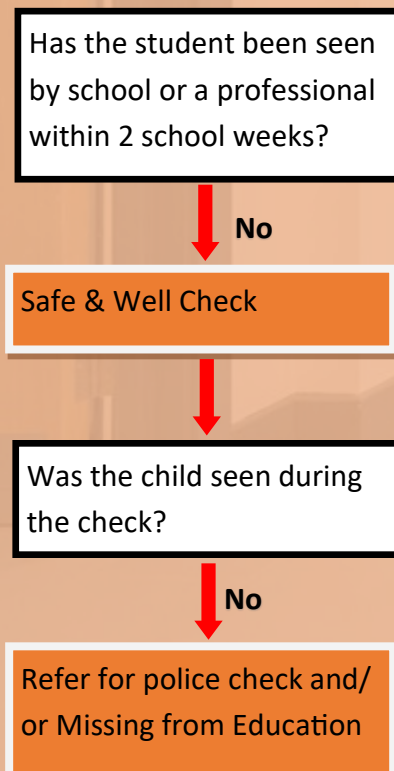 Has the student been seen
by school or a professional
within 2 school weeks?
No
Safe & Well Check
Was the child seen during
the check?
No
Refer for police check and/
or Missing from Education